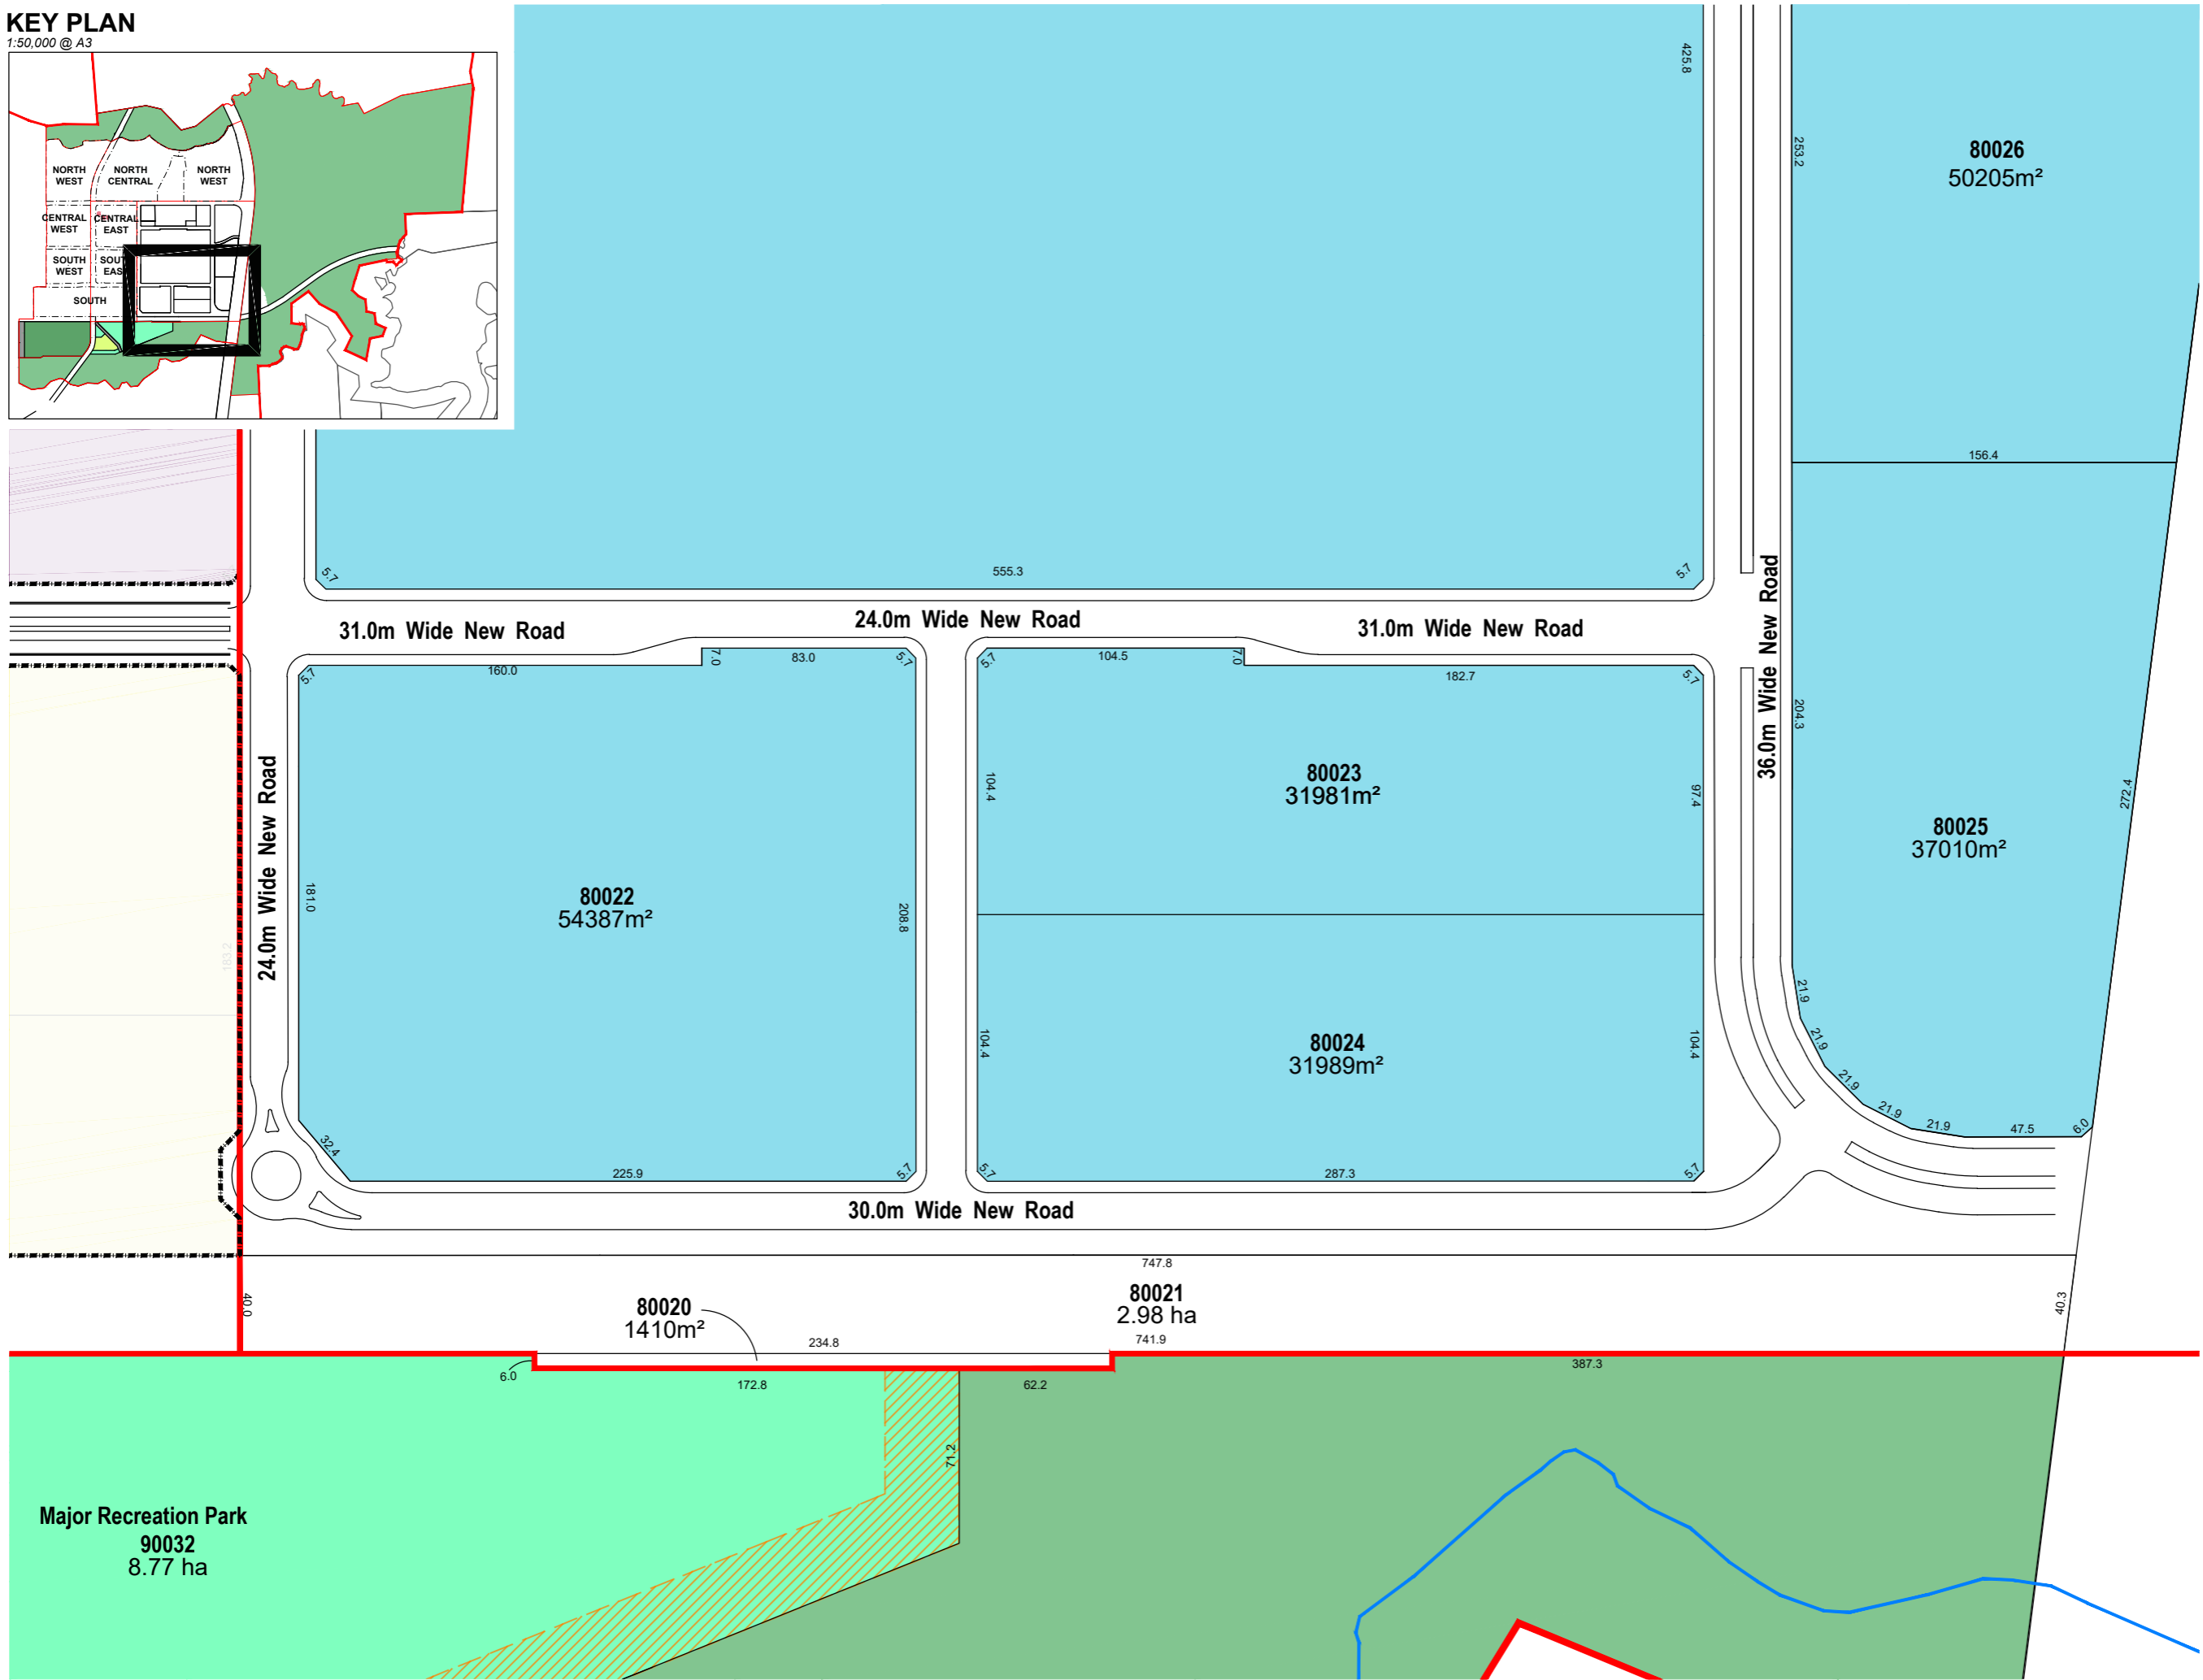 KEY PLAN
1:50,000 @ A3
NORTH
WEST
NORTH
CENTRAL
NORTH
WEST
CENTRAL
WEST
CENTRAL
EAST
SOUTH
WEST
SOUT
EAS
SOUTH
425.8
253.2
80026
50205m²
156.4
5.7
555.3
5.7
31.0m Wide New Road
24.0m Wide New Road
31.0m Wide New Road
36.0m Wide New Road
5.7
160.0
7.0
83.0
5.7
5.7
104.5
7.0
182.7
5.7
204.3
24.0m Wide New Road
181.0
183.2
80022
54387m²
208.8
104.4
80023
31981m²
97.4
80025
37010m²
272.4
104.4
80024
31989m²
104.4
21.9
21.9
21.9
21.9
21.9
47.5
6.0
32.4
225.9
5.7
5.7
287.3
5.7
30.0m Wide New Road
747.8
40.0
80020
1410m²
234.8
80021
2.98 ha
741.9
40.3
6.0
172.8
62.2
387.3
71.2
Major Recreation Park
90032
8.77 ha